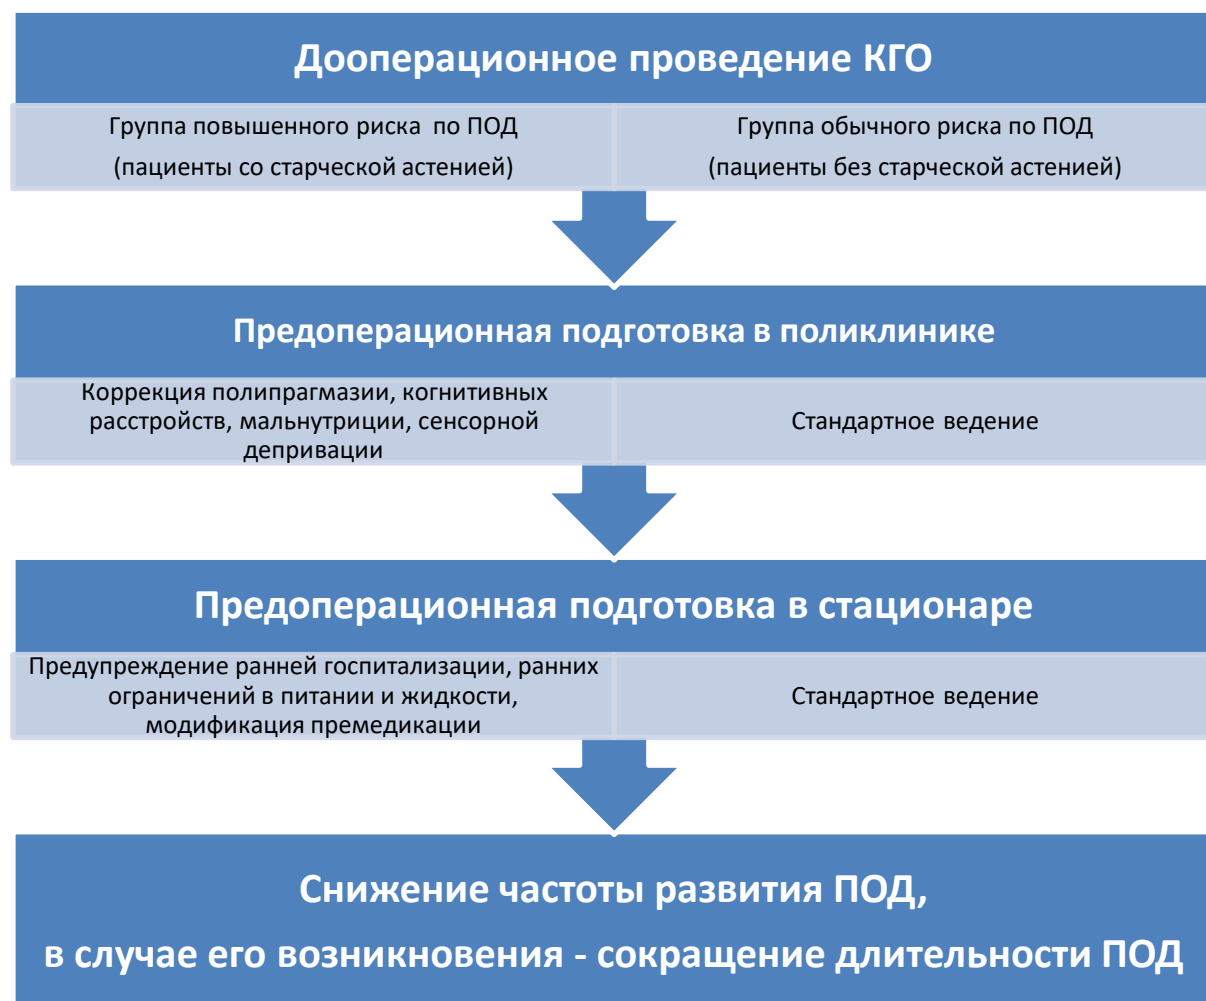 Дооперационное проведение КГО
Группа повышенного риска по ПОД
(пациенты со старческой астенией)
Группа обычного риска по ПОД
(пациенты без старческой астении)
Предоперационная подготовка в поликлинике
Коррекция полипрагмазии, когнитивных
расстройств, мальнутриции, сенсорной
депривации
Стандартное ведение
Предоперационная подготовка в стационаре
Предупреждение ранней госпитализации, ранних
ограничений в питании и жидкости,
модификация премедикации
Стандартное ведение
Снижение частоты развития ПОД,
в случае его возникновения - сокращение длительности ПОД